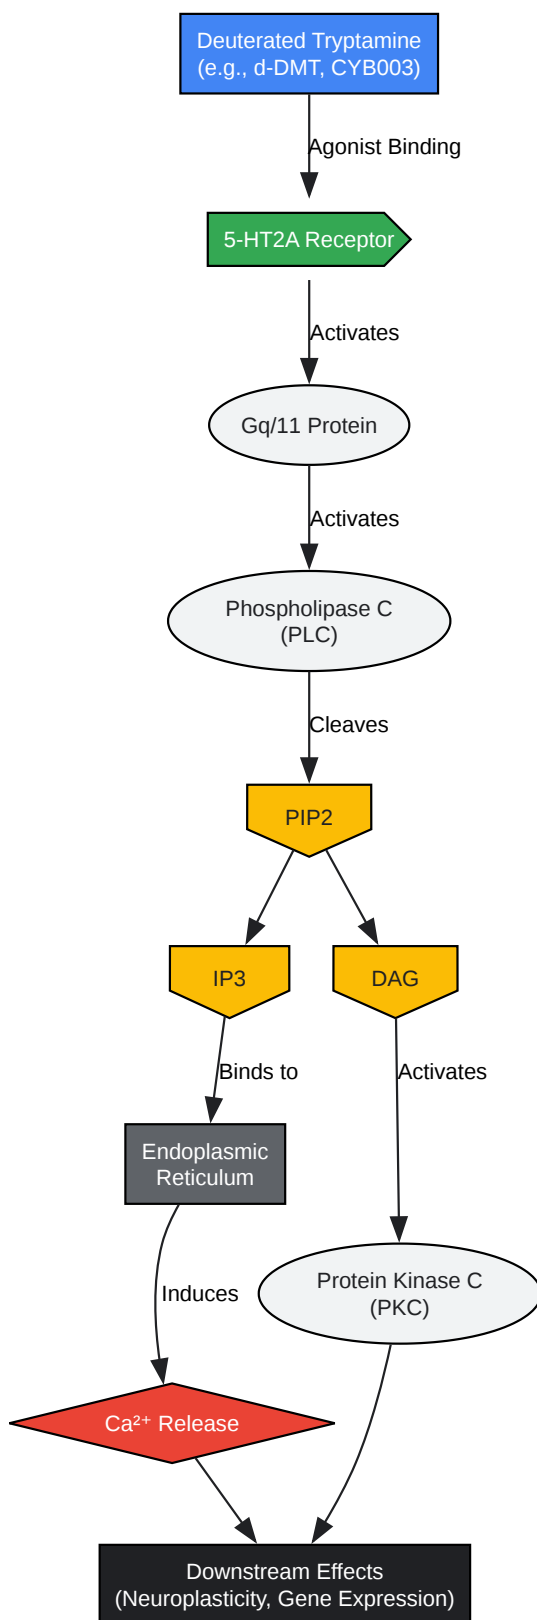 Deuterated Tryptamine
(e.g., d-DMT, CYB003)
Agonist Binding
5-HT2A Receptor
Activates
Gq/11 Protein
Activates
Phospholipase C
(PLC)
Cleaves
PIP2
IP3
DAG
Binds to
Activates
Endoplasmic
Reticulum
Protein Kinase C
(PKC)
Induces
Ca²⁺ Release
Downstream Effects
(Neuroplasticity, Gene Expression)